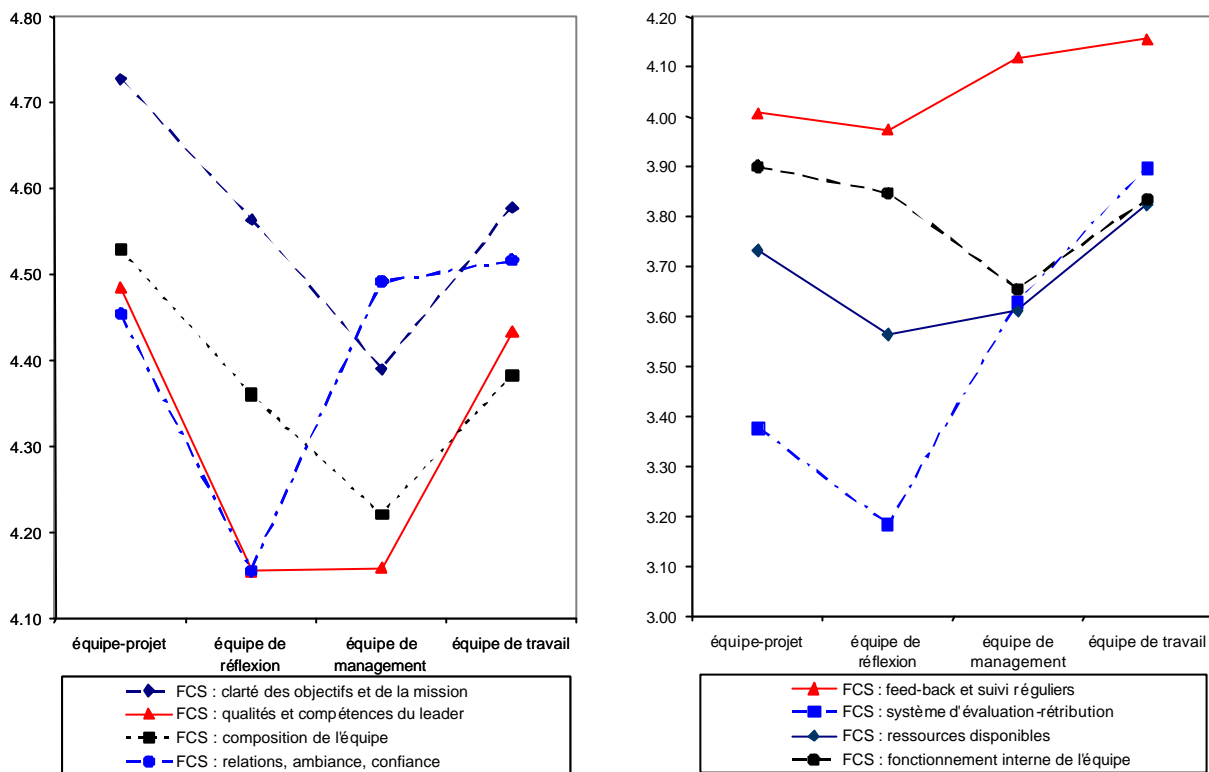 4.80
4.70
4.60
4.50
4.40
4.30
4.20
4.10
équipe-projet
équipe de
réflexion
équipe de
management
équipe de travail
FCS : clarté des objectifs et de la mission
FCS : qualités et compétences du leader
FCS : composition de l'équipe
FCS : relations, ambiance, confiance
4.20
4.10
4.00
3.90
3.80
3.70
3.60
3.50
3.40
3.30
3.20
3.10
3.00
équipe-projet
équipe de
réflexion
équipe de
management
équipe de travail
FCS : feed-back et suivi réguliers
FCS : système d'évaluation-rétribution
FCS : ressources disponibles
FCS : fonctionnement interne de l'équipe